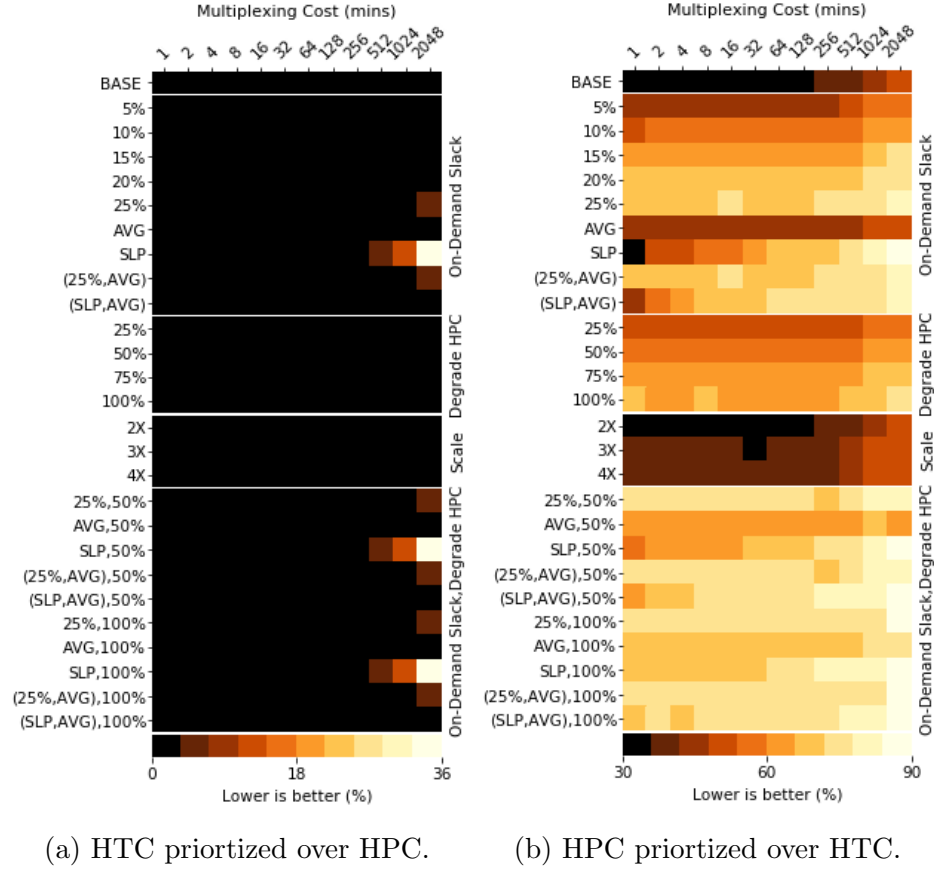 Multiplexing Cost (mins)
1 2 4 8 16 32 64 128 256 512 1024 2048
BASE
5%
10%
15%
20%
25%
AVG
SLP
(25%,AVG)
(SLP,AVG)
On-Demand Slack
25%
50%
75%
100%
Degrade HPC
2X
3X
4X
Scale
25%,50%
AVG,50%
SLP,50%
(25%,AVG),50%
(SLP,AVG),50%
25%,100%
AVG,100%
SLP,100%
(25%,AVG),100%
(SLP,AVG),100%
On-Demand Slack,Degrade HPC
0 18 36
Lower is better (%)
(a) HTC priortized over HPC.
Multiplexing Cost (mins)
1 2 4 8 16 32 64 128 256 512 1024 2048
BASE
5%
10%
15%
20%
25%
AVG
SLP
(25%,AVG)
(SLP,AVG)
On-Demand Slack
25%
50%
75%
100%
Degrade HPC
2X
3X
4X
Scale
25%,50%
AVG,50%
SLP,50%
(25%,AVG),50%
(SLP,AVG),50%
25%,100%
AVG,100%
SLP,100%
(25%,AVG),100%
(SLP,AVG),100%
On-Demand Slack,Degrade HPC
30 60 90
Lower is better (%)
(b) HPC priortized over HTC.